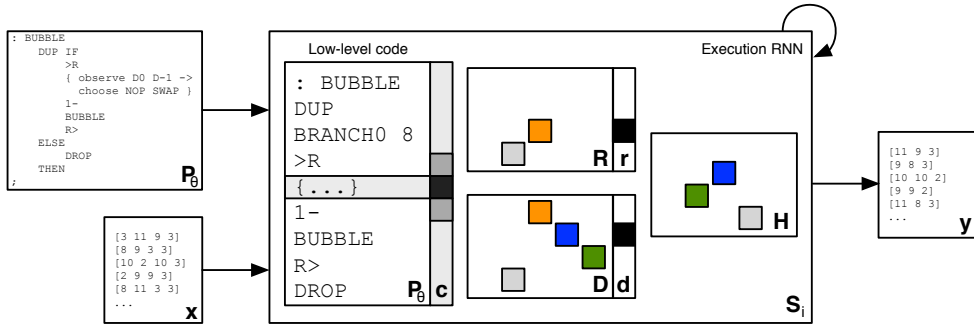 : BUBBLE
DUP IF
>R
{ observe D0 D-1 ->
choose NOP SWAP }
1-
BUBBLE
R>
ELSE
DROP
THEN
;
Pθ
[3 11 9 3]
[8 9 3 3]
[10 2 10 3]
[2 9 9 3]
[8 11 3 3]
...
x
Low-level code
Execution RNN
: BUBBLE
DUP
BRANCH0 8
>R
{...}
1-
BUBBLE
R>
DROP
Pθ
c
R
r
D
d
H
Si
[11 9 3]
[9 8 3]
[10 10 2]
[9 9 2]
[11 8 3]
...
y